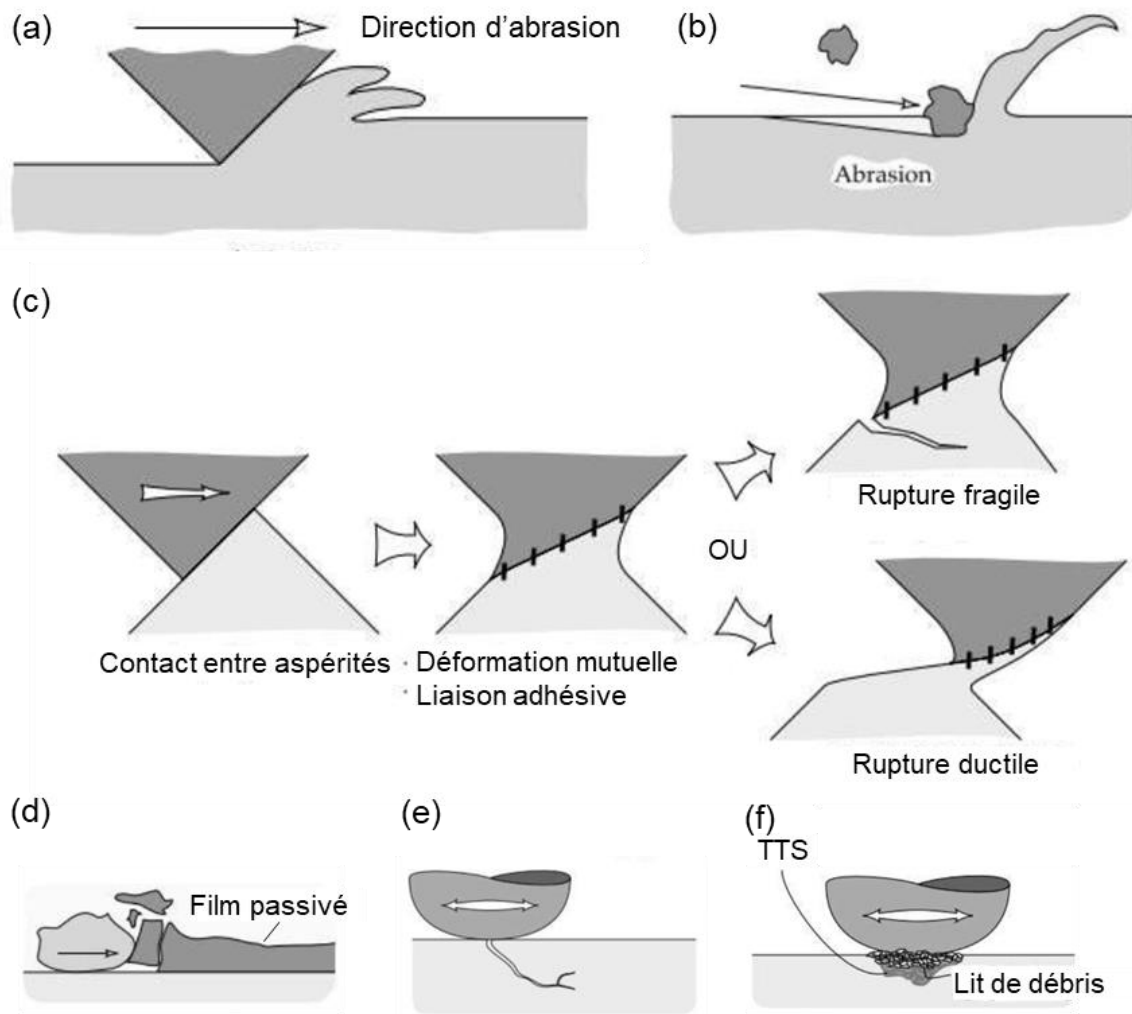 (a)
Direction d'abrasion
(b)
Abrasion
(c)
Rupture fragile
OU
Contact entre aspérités
· Déformation mutuelle
· Liaison adhésive
Rupture ductile
(d)
Film passivé
(e)
(f)
TTS
Lit de débris